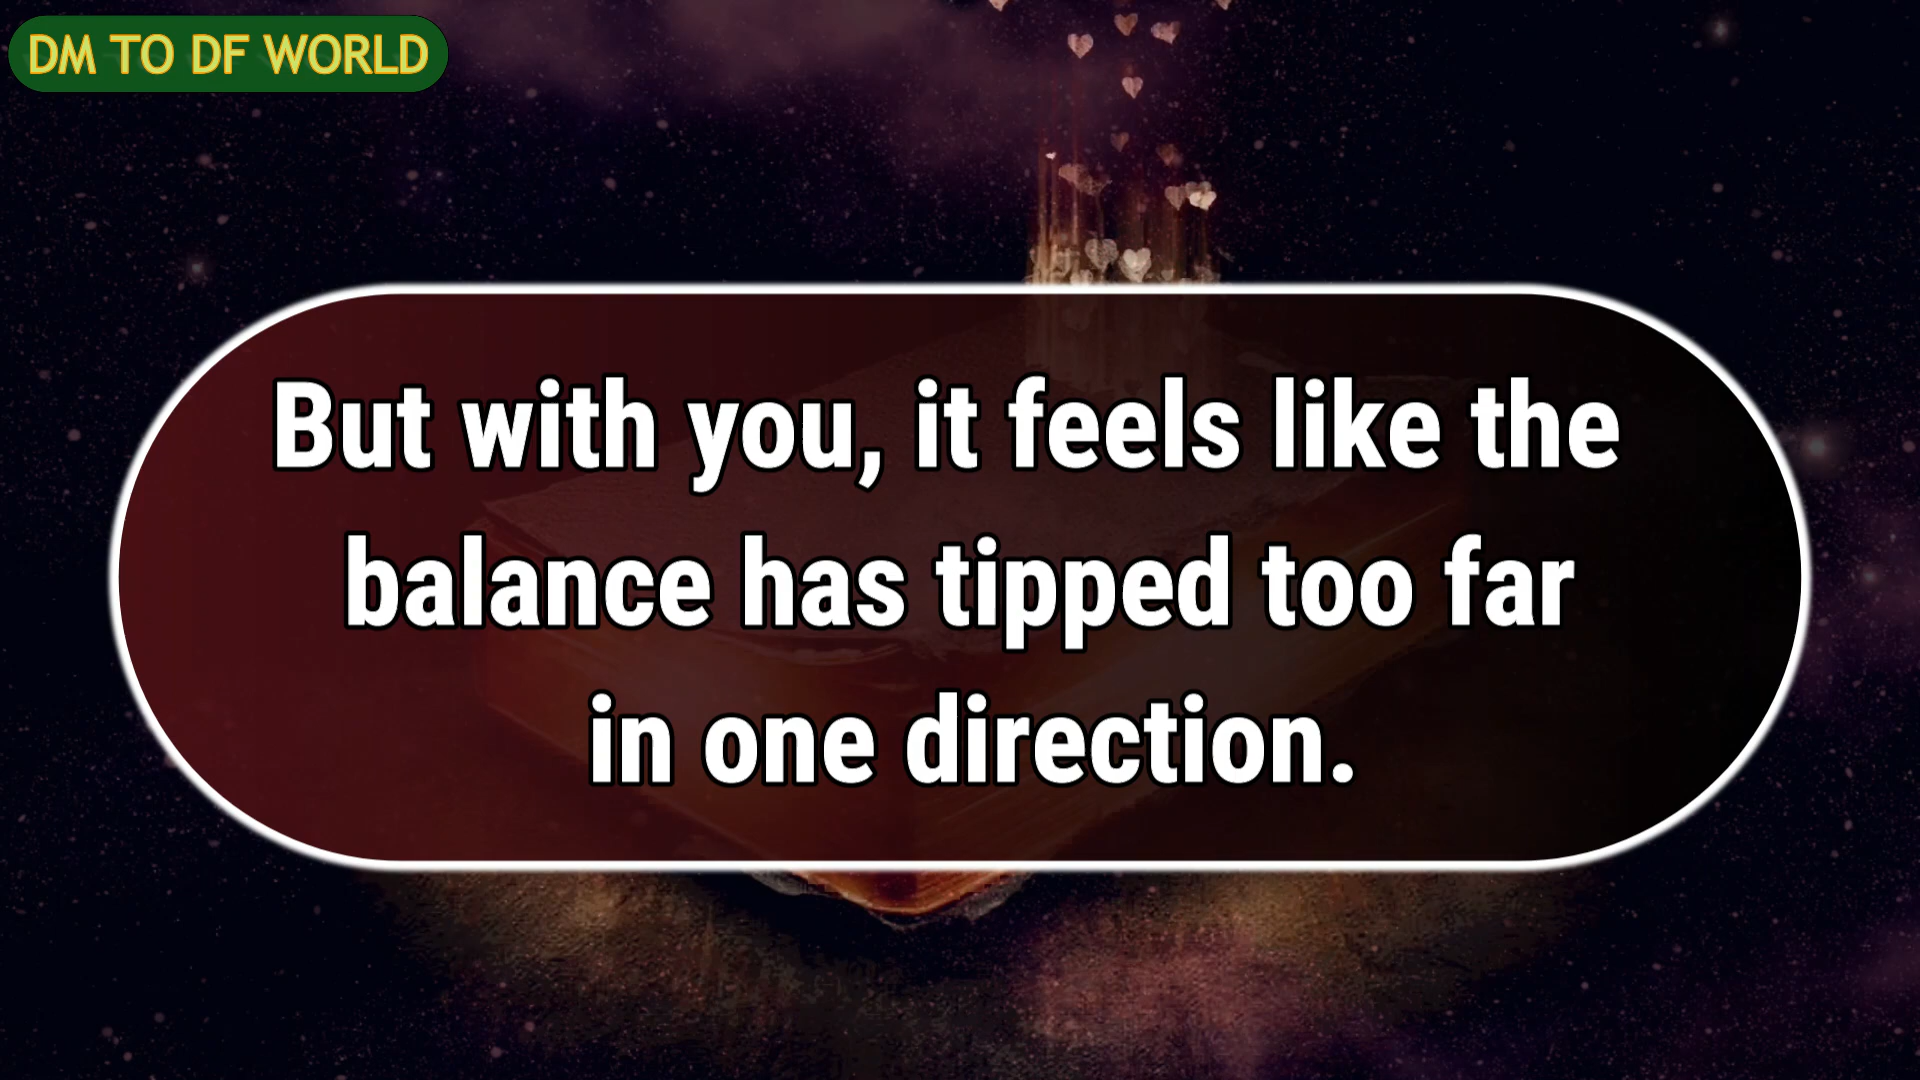 DM TO DF WORLD
But with you, it feels like the
balance has tipped too far
in one direction.